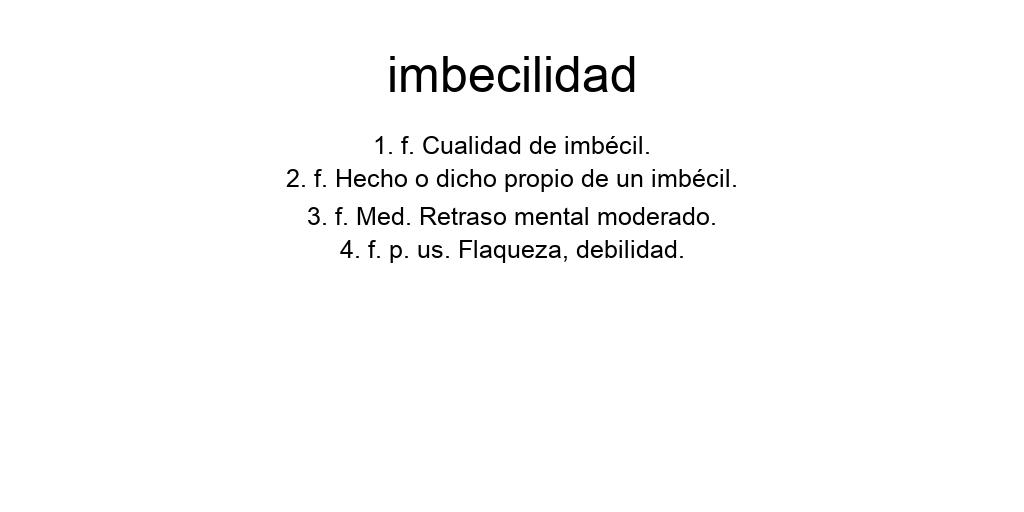 imbecilidad
1. f. Cualidad de imbécil.
2. f. Hecho o dicho propio de un imbécil.
3. f. Med. Retraso mental moderado.
4. f. p. us. Flaqueza, debilidad.